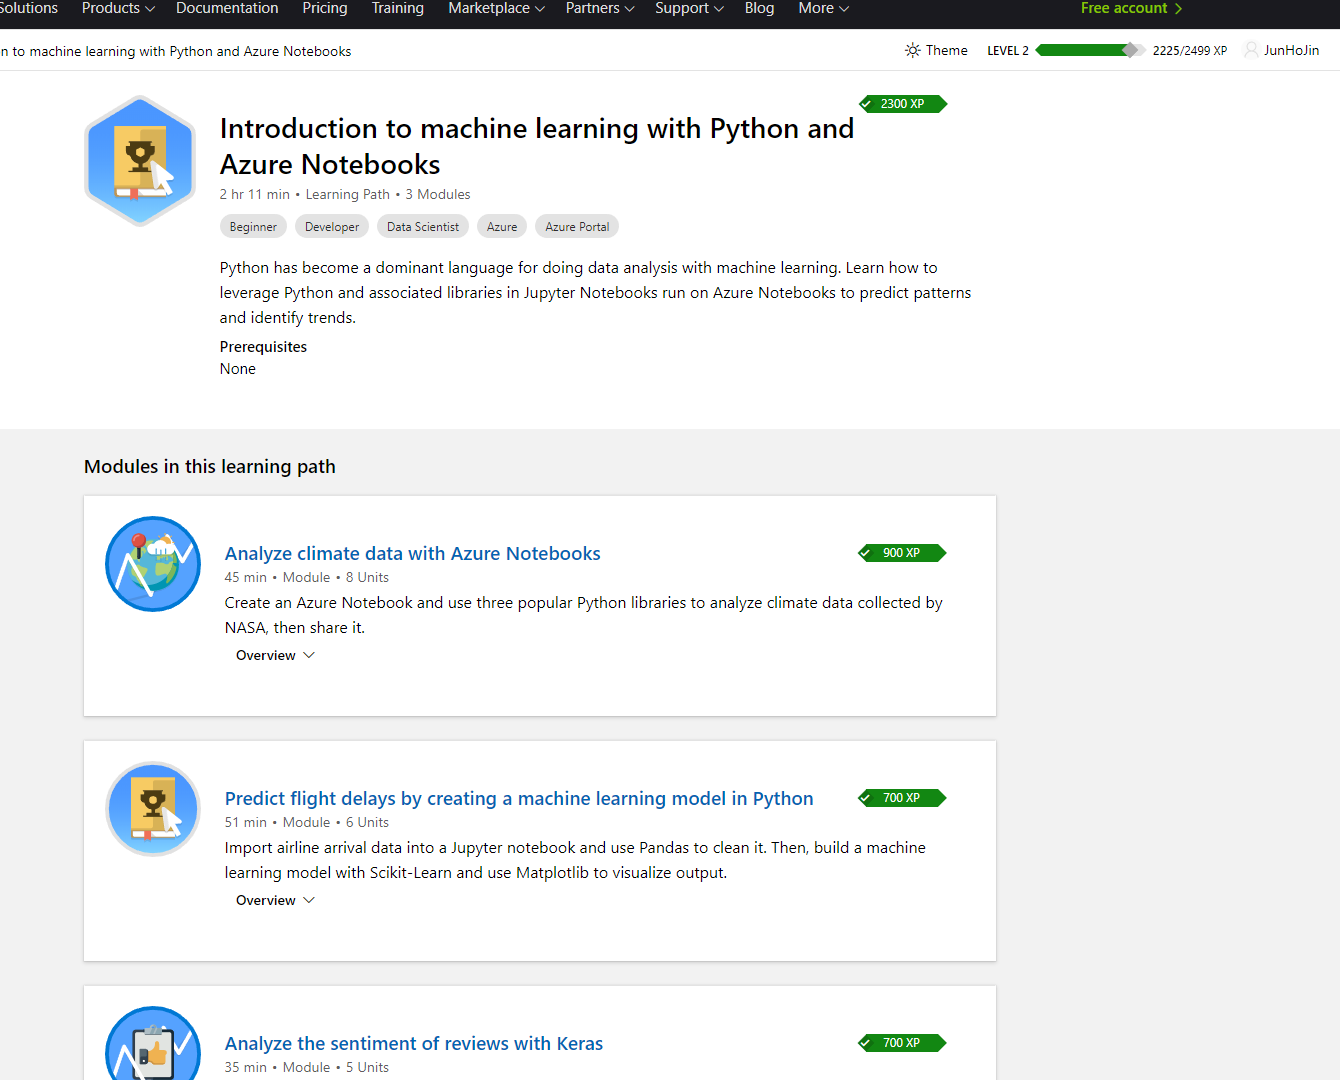 Solutions Products Documentation Pricing Training Marketplace Partners Support Blog More Free account
n to machine learning with Python and Azure Notebooks Theme LEVEL 2 2225/2499 XP JunHoJin
2300 XP
Introduction to machine learning with Python and
Azure Notebooks
2 hr 11 min • Learning Path • 3 Modules
Beginner Developer Data Scientist Azure Azure Portal
Python has become a dominant language for doing data analysis with machine learning. Learn how to
leverage Python and associated libraries in Jupyter Notebooks run on Azure Notebooks to predict patterns
and identify trends.
Prerequisites
None
Modules in this learning path
Analyze climate data with Azure Notebooks 900 XP
45 min • Module • 8 Units
Create an Azure Notebook and use three popular Python libraries to analyze climate data collected by
NASA, then share it.
Overview
Predict flight delays by creating a machine learning model in Python 700 XP
51 min • Module • 6 Units
Import airline arrival data into a Jupyter notebook and use Pandas to clean it. Then, build a machine
learning model with Scikit-Learn and use Matplotlib to visualize output.
Overview
Analyze the sentiment of reviews with Keras 700 XP
35 min • Module • 5 Units